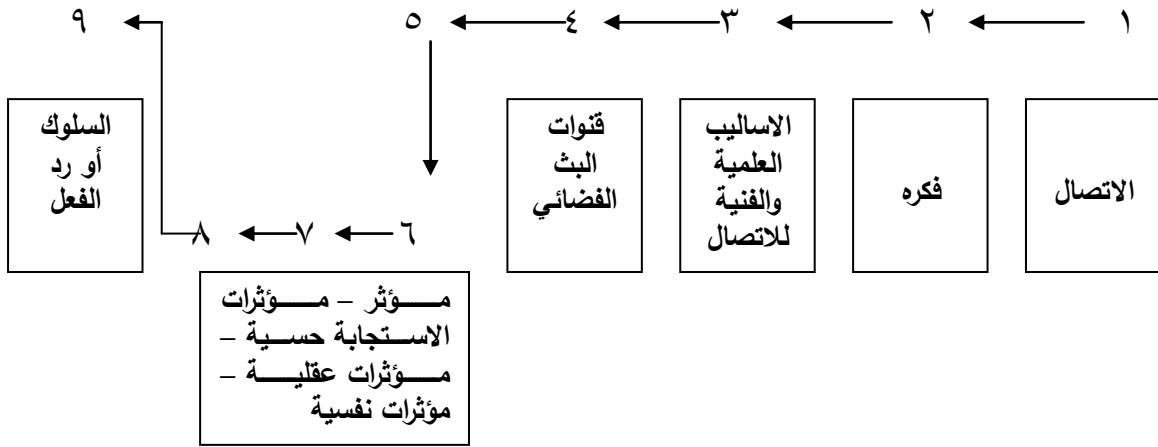 ١ ٢ ٣ ٤ ٥ ٩
الاتصال
فكره
الاساليب
العلمية
والفنية
للاتصال
قنوات
البث
الفضائي
السلوك
أو رد
الفعل
٦ ٧ ٨
مؤثر – مؤثرات
الاستجابة حسية –
مؤثرات عقلية –
مؤثرات نفسية